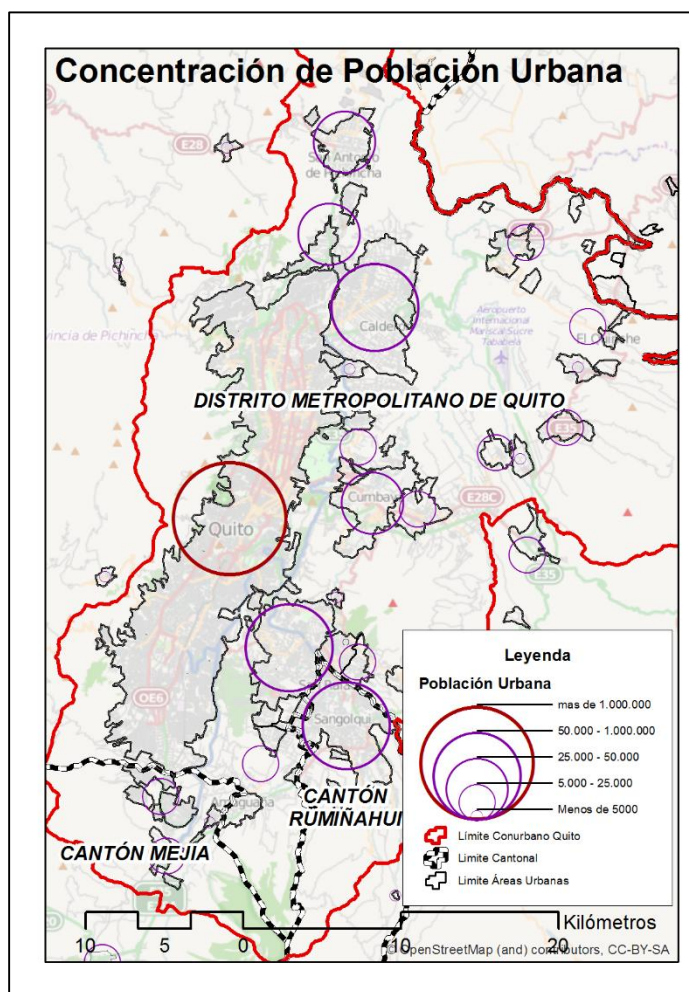 Concentración de Población Urbana
E28
San Antonio
de Pichincha
Calderón
Aeropuerto
Internacional
Mariscal Sucre
Tababela
Provincia de Pichincha
El Quinche
DISTRITO METROPOLITANO DE QUITO
E35
Cumbayá
E28C
Quito
E35
OE6
San Rafael
Sangolquí
CANTÓN
RUMIÑAHUI
Amaguaña
CANTÓN MEJIA
Leyenda
Población Urbana
mas de 1.000.000
50.000 - 1.000.000
25.000 - 50.000
5.000 - 25.000
Menos de 5000
Límite Conurbano Quito
Limite Cantonal
Limite Áreas Urbanas
Kilómetros
10 5 0 10 20
© OpenStreetMap (and) contributors, CC-BY-SA